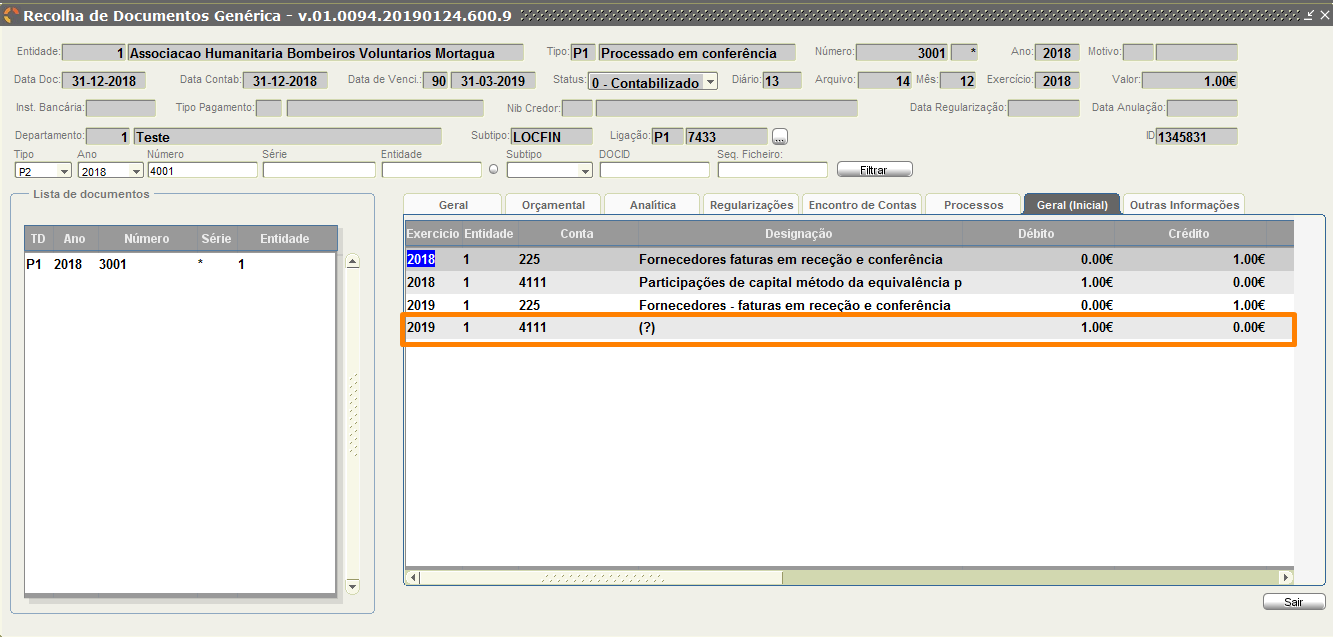 Recolha de Documentos Genérica - v.01.0094.20190124.600.9
Entidade: 1 Associacao Humanitaria Bombeiros Voluntarios Mortagua Tipo: P1 Processado em conferência Número: 3001 * Ano: 2018 Motivo:
Data Doc: 31-12-2018 Data Contab: 31-12-2018 Data de Venci.: 90 31-03-2019 Status: 0 - Contabilizado Diário: 13 Arquivo: 14 Mês: 12 Exercício: 2018 Valor: 1.00€
Inst. Bancária: Tipo Pagamento: Nib Credor: Data Regularização: Data Anulação:
Departamento: 1 Teste Subtipo: LOCFIN Ligação: P1 7433 ... ID 1345831
Tipo Ano Número Série Entidade Subtipo DOCID Seq. Ficheiro:
P2 2018 4001 Filtrar
Lista de documentos
Geral Orçamental Analítica Regularizações Encontro de Contas Processos Geral (Inicial) Outras Informações
TD Ano Número Série Entidade
P1 2018 3001 * 1
Exercício Entidade Conta Designação Débito Crédito
2018 1 225 Fornecedores faturas em receção e conferência 0.00€ 1.00€
2018 1 4111 Participações de capital método da equivalência p 1.00€ 0.00€
2019 1 225 Fornecedores - faturas em receção e conferência 0.00€ 1.00€
2019 1 4111 (?) 1.00€ 0.00€
Sair